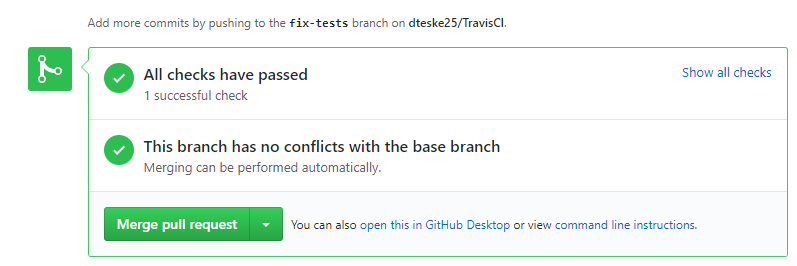 Add more commits by pushing to the fix-tests branch on dteske25/TravisCI.
All checks have passed
Show all checks
1 successful check
This branch has no conflicts with the base branch
Merging can be performed automatically.
Merge pull request
You can also open this in GitHub Desktop or view command line instructions.